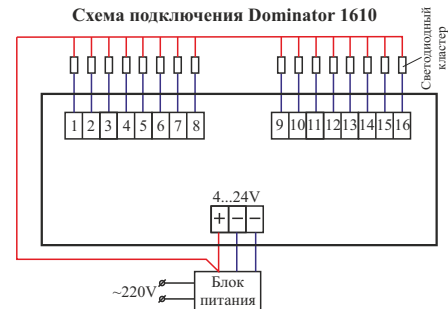 Схема подключения Dominator 1610
Светодиодный
кластер
1 2 3 4 5 6 7 8
9 10 11 12 13 14 15 16
4...24V
+ − −
~220V
Блок
питания